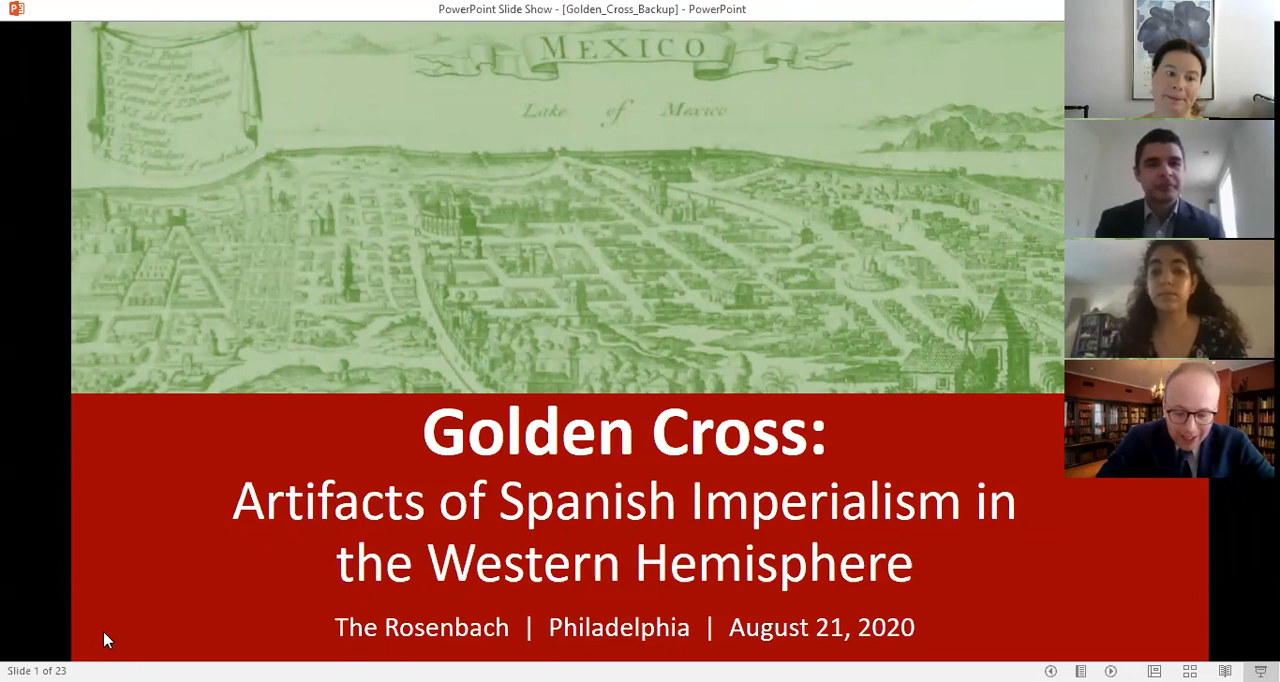 PowerPoint Slide Show - [Golden_Cross_Backup] - PowerPoint
MEXICO
Lake of Mexico
Golden Cross:
Artifacts of Spanish Imperialism in
the Western Hemisphere
The Rosenbach | Philadelphia | August 21, 2020
Slide 1 of 23